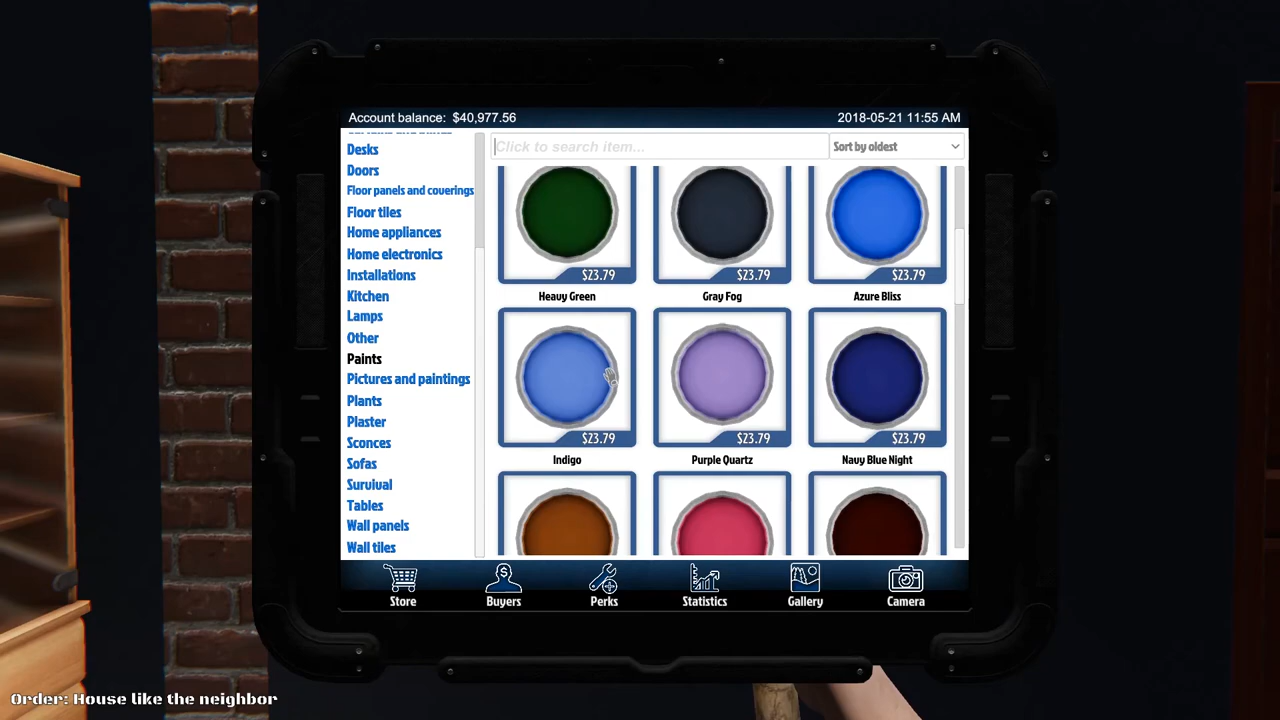 Account balance: $40,977.56
2018-05-21 11:55 AM
Desks
Doors
Floor panels and coverings
Floor tiles
Home appliances
Home electronics
Installations
Kitchen
Lamps
Other
Paints
Pictures and paintings
Plants
Plaster
Sconces
Sofas
Survival
Tables
Wall panels
Wall tiles
Click to search item...
Sort by oldest
$23.79 $23.79 $23.79
Heavy Green Gray Fog Azure Bliss
$23.79 $23.79 $23.79
Indigo Purple Quartz Navy Blue Night
Store Buyers Perks Statistics Gallery Camera
Order: House like the neighbor